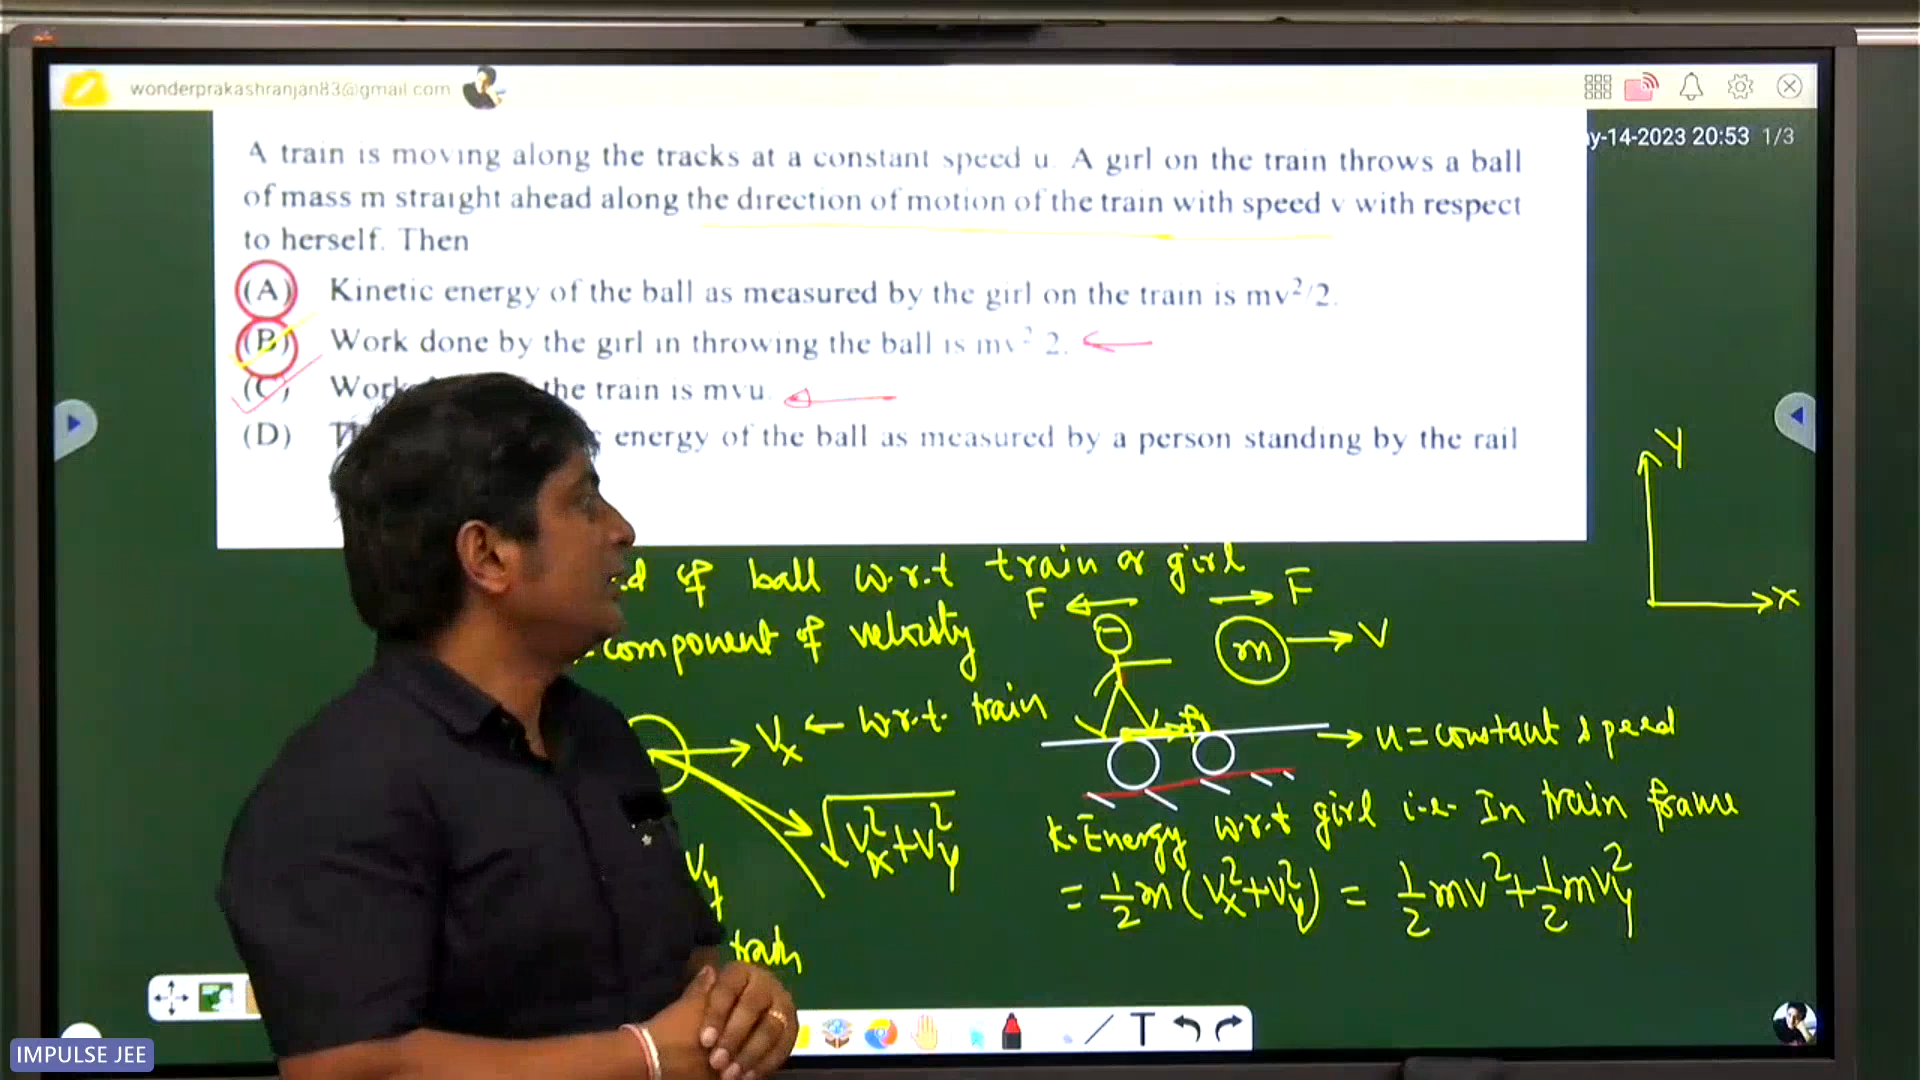 wonderprakashranjan83@gmail.com
y-14-2023 20:53 1/3
A train is moving along the tracks at a constant speed u. A girl on the train throws a ball
of mass m straight ahead along the direction of motion of the train with speed v with respect
to herself. Then
(A) Kinetic energy of the ball as measured by the girl on the train is mv²/2.
(B) Work done by the girl in throwing the ball is mv² 2.
(C) Work the train is mvu.
(D) energy of the ball as measured by a person standing by the rail
Y
X
d of ball w.r.t train or girl
component of velocity
F
F
m
V
Vx ← w.r.t. train
u = constant speed
√Vx²+Vy²
Vy
train
K.Energy w.r.t girl i.e. In train frame
= 1/2 m (Vx²+Vy²) = 1/2 mv² + 1/2 mVy²
T
IMPULSE JEE